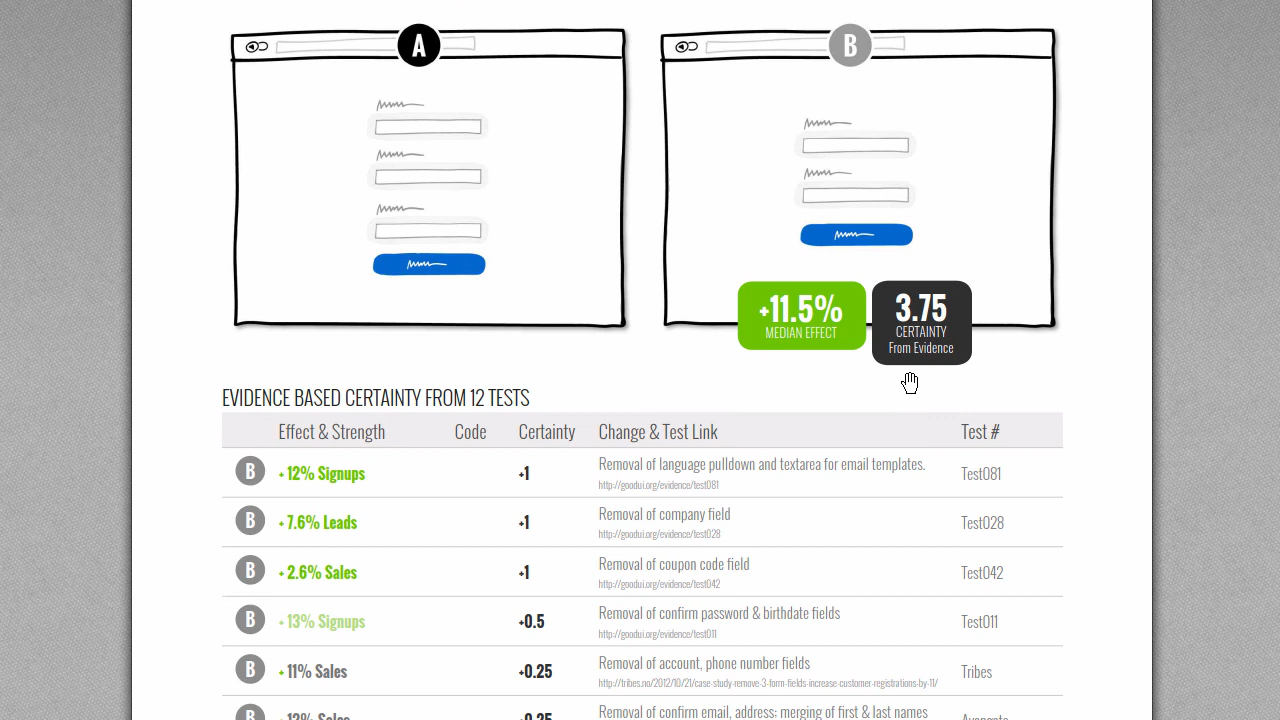 A
B
+11.5%
MEDIAN EFFECT
3.75
CERTAINTY
From Evidence
EVIDENCE BASED CERTAINTY FROM 12 TESTS
Effect & Strength Code Certainty Change & Test Link Test #
B + 12% Signups +1 Removal of language pulldown and textarea for email templates. Test081
http://goodui.org/evidence/test081
B + 7.6% Leads +1 Removal of company field Test028
http://goodui.org/evidence/test028
B + 2.6% Sales +1 Removal of coupon code field Test042
http://goodui.org/evidence/test042
B + 13% Signups +0.5 Removal of confirm password & birthdate fields Test011
http://goodui.org/evidence/test011
B + 11% Sales +0.25 Removal of account, phone number fields Tribes
http://tribes.no/2012/10/21/case-study-remove-3-form-fields-increase-customer-registrations-by-11/
B + 12% Sales +0.25 Removal of confirm email, address; merging of first & last names